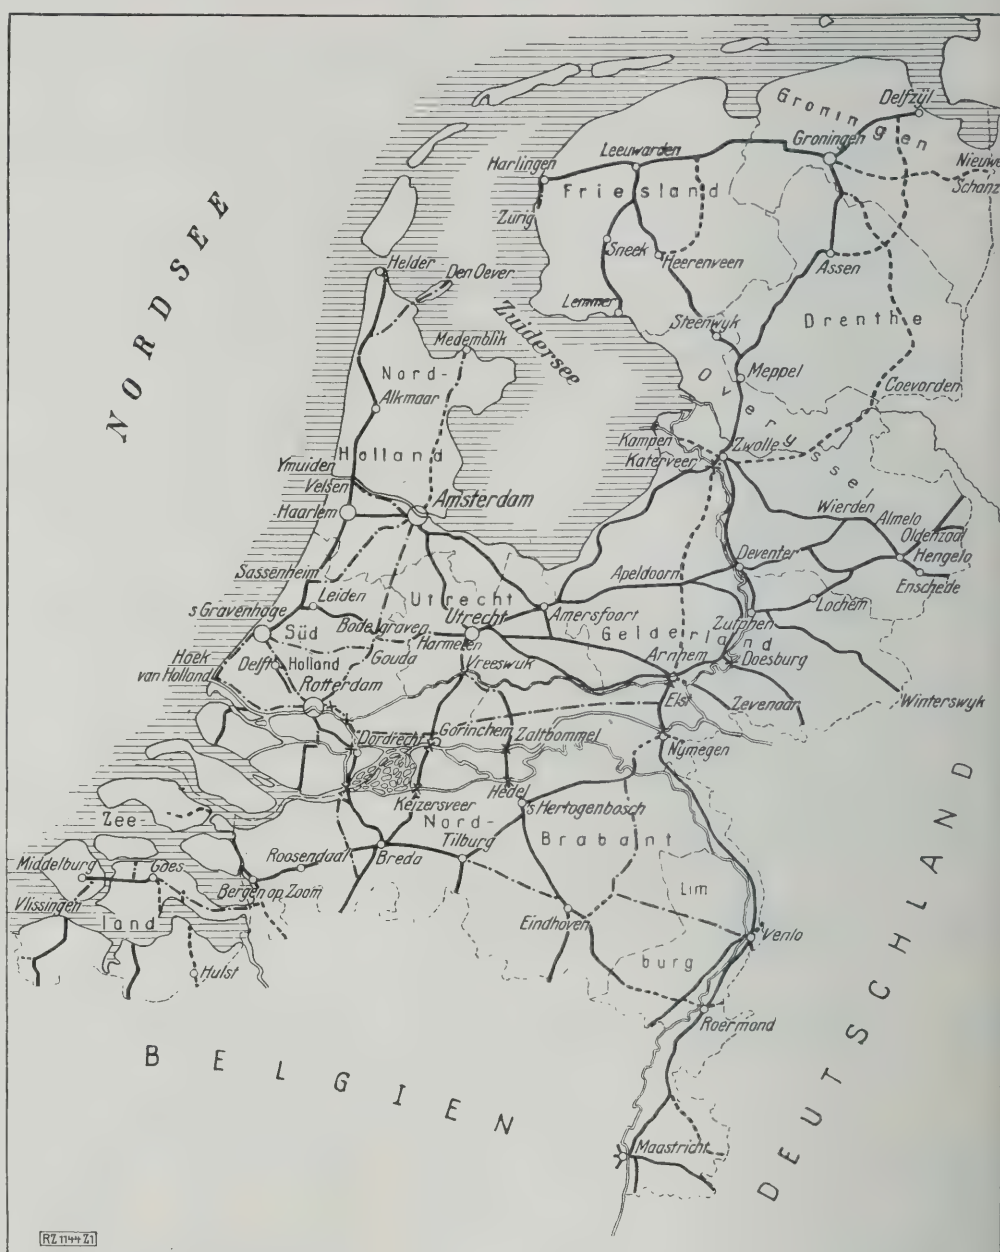 NORDSEE
Groningen
Delfzÿl
Groningen
Harlingen
Leeuwarden
Nieuwe
Schanz
Friesland
Zürig
Sneek
Heerenveen
Assen
Helder
Den Oever
Lemmer
Zuidersee
Steenwyk
Drenthe
Medemblik
Nord-
Meppel
Overyssel
Coevorden
Alkmaar
Holland
Kampen
Zwolle
Katerveer
Ymuiden
Velsen
Amsterdam
Haarlem
Wierden
Almelo
Oldenzaal
Hengelo
Deventer
Enschede
Sassenheim
Apeldoorn
Leiden
Utrecht
Lochem
s Gravenhage
Süd
Bodegraven
Utrecht
Amersfoort
Zutphen
Harmelen
Gelderland
Hoek
van Holland
Delft
Holland
Gouda
Vreeswyk
Arnhem
Doesburg
Rotterdam
Elst
Zevenaar
Winterswyk
Dordrecht
Gorinchem
Zaltbommel
Nymegen
Keizersveer
Hedel
's Hertogenbosch
Zee
Nord-
Tilburg
Brabant
Middelburg
Goes
Roosendaal
Breda
Bergen op Zoom
Lim
Vlissingen
land
Eindhoven
Venlo
burg
Hulst
Roermond
BELGIEN
DEUTSCHLAND
Maastricht
RZ 1144 Z1